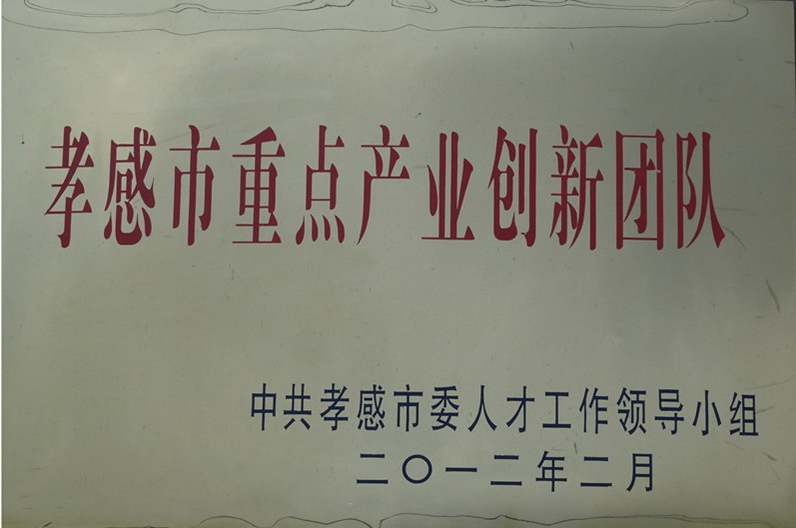 孝感市重点产业创新团队
中共孝感市委人才工作领导小组
二〇一二年二月